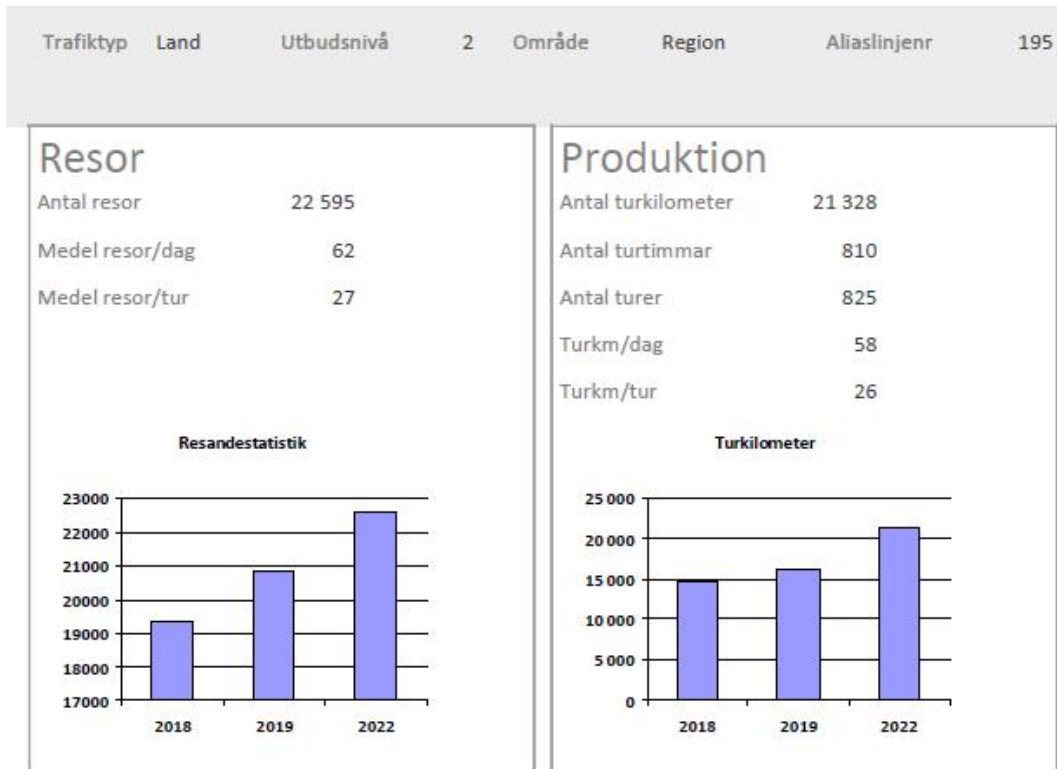 Trafiktyp Land Utbudsnivå 2 Område Region Aliaslinjenr 195
Resor
Antal resor 22 595
Medel resor/dag 62
Medel resor/tur 27
Resandestatistik
23000
22000
21000
20000
19000
18000
17000
2018 2019 2022
Produktion
Antal turkilometer 21 328
Antal turtimmar 810
Antal turer 825
Turkm/dag 58
Turkm/tur 26
Turkilometer
25 000
20 000
15 000
10 000
5 000
0
2018 2019 2022